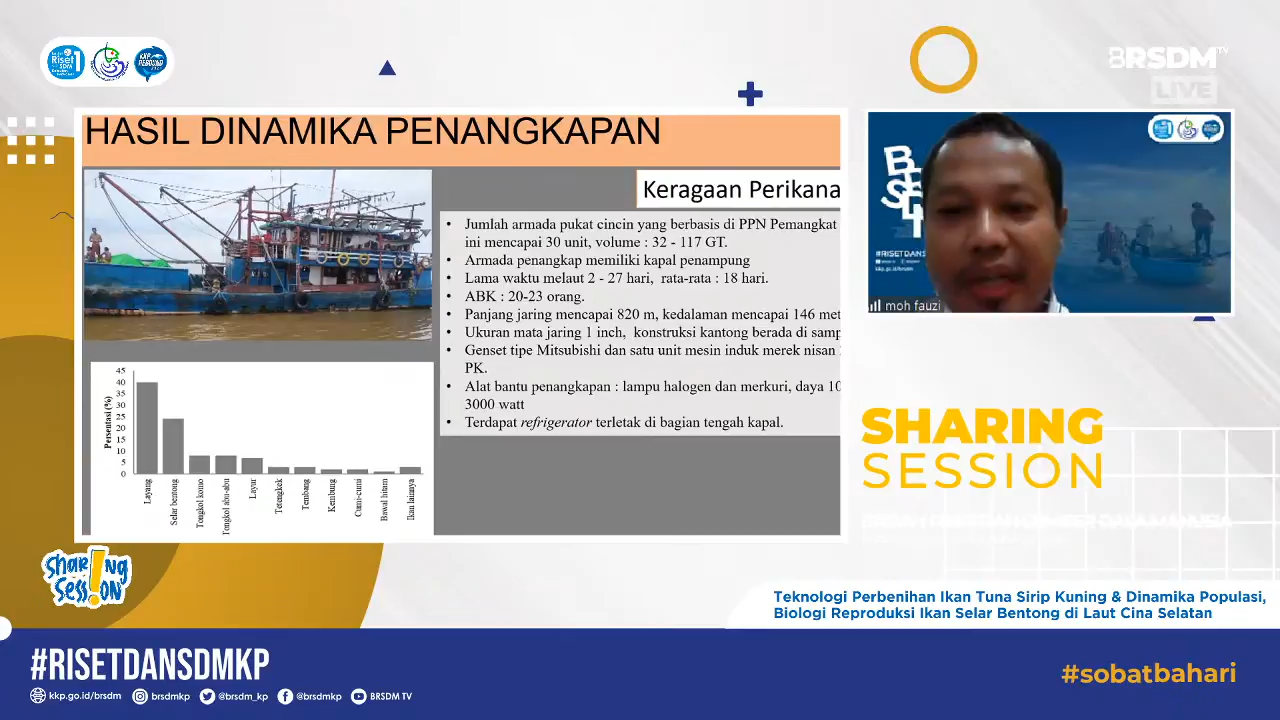 BRSDM TV
LIVE
HASIL DINAMIKA PENANGKAPAN
Keragaan Perikana
• Jumlah armada pukat cincin yang berbasis di PPN Pemangkat
ini mencapai 30 unit, volume : 32 - 117 GT.
• Armada penangkap memiliki kapal penampung
• Lama waktu melaut 2 - 27 hari, rata-rata : 18 hari.
• ABK : 20-23 orang.
• Panjang jaring mencapai 820 m, kedalaman mencapai 146 met
• Ukuran mata jaring 1 inch, konstruksi kantong berada di samp
• Genset tipe Mitsubishi dan satu unit mesin induk merek nisan
PK.
• Alat bantu penangkapan : lampu halogen dan merkuri, daya 10
3000 watt
• Terdapat refrigerator terletak di bagian tengah kapal.
Persentasi (%)
45
40
35
30
25
20
15
10
5
0
Layang
Selar bentong
Tongkol komo
Tongkol abu-abu
Layur
Tetengkek
Tembang
Kembung
Cumi-cumi
Bawal hitam
Ikan lainnya
#RISETDANSDM
kkp.go.id/brsdm
moh fauzi
SHARING
SESSION
Sharing
Session
Teknologi Perbenihan Ikan Tuna Sirip Kuning & Dinamika Populasi,
Biologi Reproduksi Ikan Selar Bentong di Laut Cina Selatan
#RISETDANSDMKP
kkp.go.id/brsdm brsdmkp @brsdm_kp @brsdmkp BRSDM TV
#sobatbahari